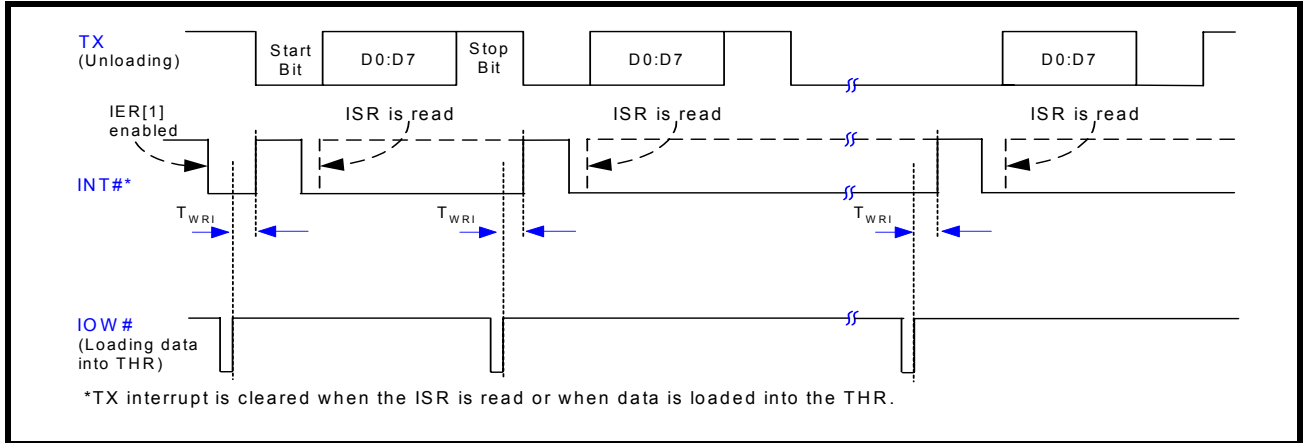 TX
(Unloading)
Start
Bit
D0:D7
Stop
Bit
D0:D7
D0:D7
IER[1]
enabled
ISR is read
ISR is read
ISR is read
INT#*
TWRI
TWRI
TWRI
IOW#
(Loading data
into THR)
*TX interrupt is cleared when the ISR is read or when data is loaded into the THR.